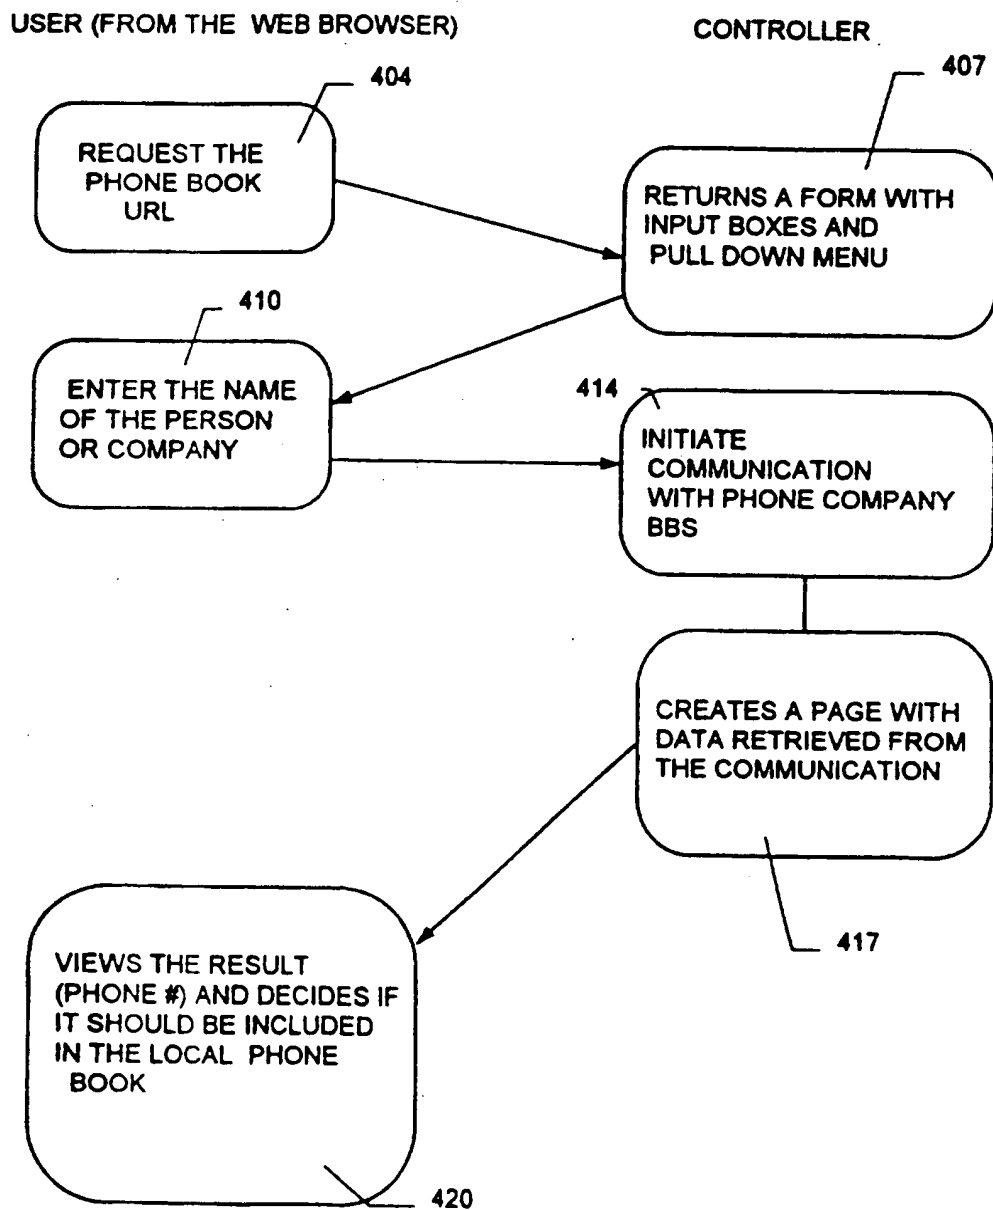 USER (FROM THE WEB BROWSER)
CONTROLLER
404
407
REQUEST THE
PHONE BOOK
URL
RETURNS A FORM WITH
INPUT BOXES AND
PULL DOWN MENU
410
ENTER THE NAME
OF THE PERSON
OR COMPANY
414
INITIATE
COMMUNICATION
WITH PHONE COMPANY
BBS
CREATES A PAGE WITH
DATA RETRIEVED FROM
THE COMMUNICATION
417
VIEWS THE RESULT
(PHONE #) AND DECIDES IF
IT SHOULD BE INCLUDED
IN THE LOCAL PHONE
BOOK
420